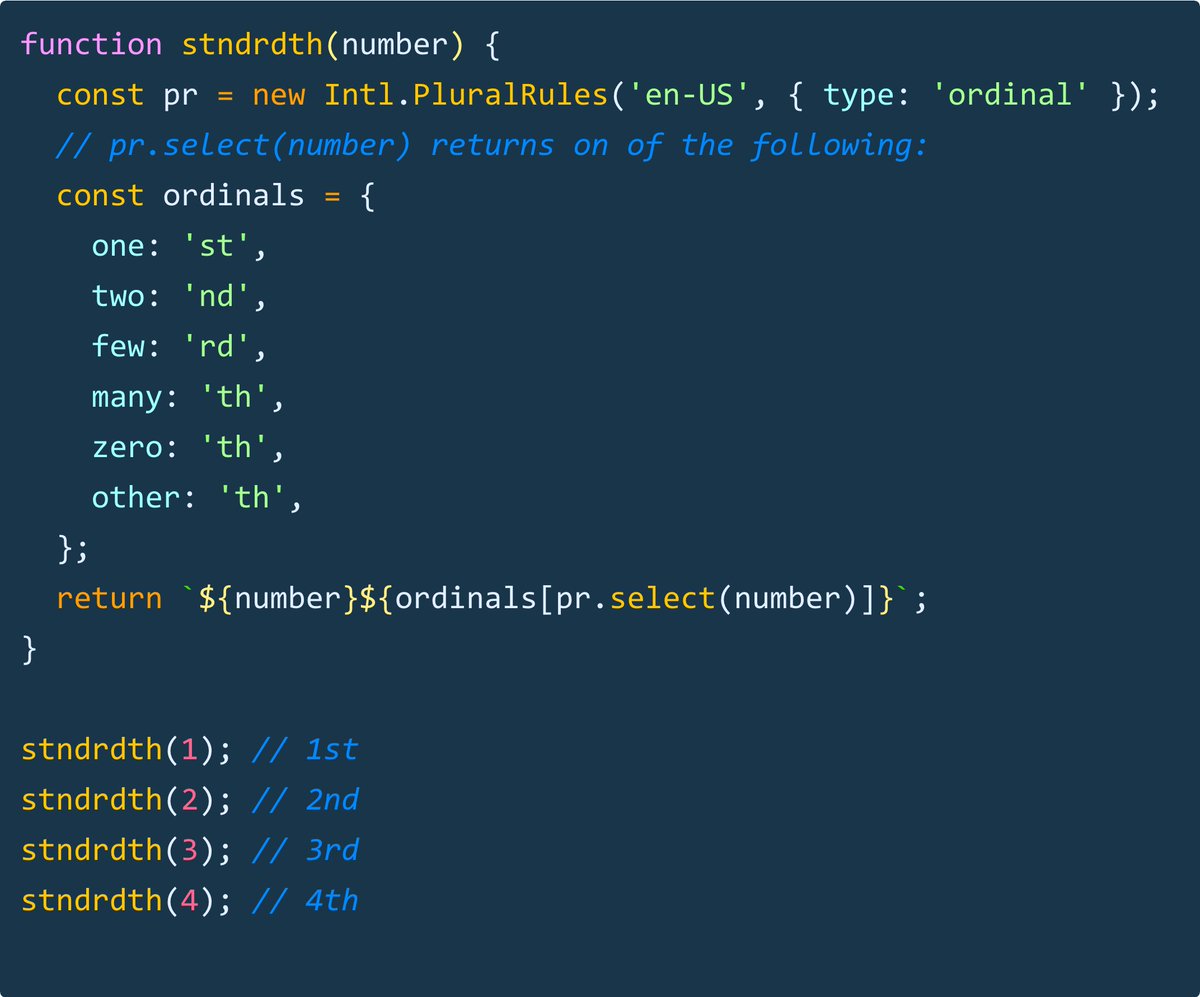 function stndrdth(number) {
  const pr = new Intl.PluralRules('en-US', { type: 'ordinal' });
  // pr.select(number) returns on of the following:
  const ordinals = {
    one: 'st',
    two: 'nd',
    few: 'rd',
    many: 'th',
    zero: 'th',
    other: 'th',
  };
  return `${number}${ordinals[pr.select(number)]}`;
}

stndrdth(1); // 1st
stndrdth(2); // 2nd
stndrdth(3); // 3rd
stndrdth(4); // 4th